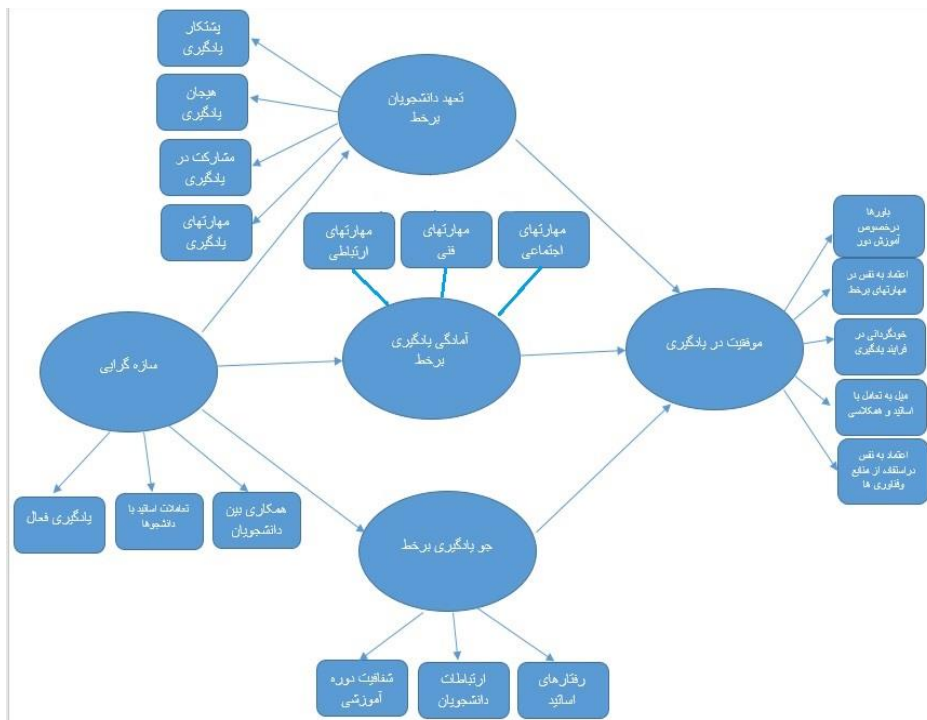 پشتکار
یادگیری
هیجان
یادگیری
مشارکت در
یادگیری
مهارتهای
یادگیری
تعهد دانشجویان
برخط
مهارتهای
اجتماعی
مهارتهای
فنی
مهارتهای
ارتباطی
باورها
درخصوص
آموزش دور
اعتماد به نفس در
مهارتهای برخط
خودگردانی در
فرایند یادگیری
میل به تعامل با
اساتید و همکلاسی
اعتماد به نفس
دراستفاده از منابع
وفناوری ها
موفقیت در یادگیری
آمادگی یادگیری
برخط
سازه گرایی
همکاری بین
دانشجویان
تعاملات اساتید با
دانشجوها
یادگیری فعال
جو یادگیری برخط
رفتارهای
اساتید
ارتباطات
دانشجویان
شفافیت دوره
آموزشی